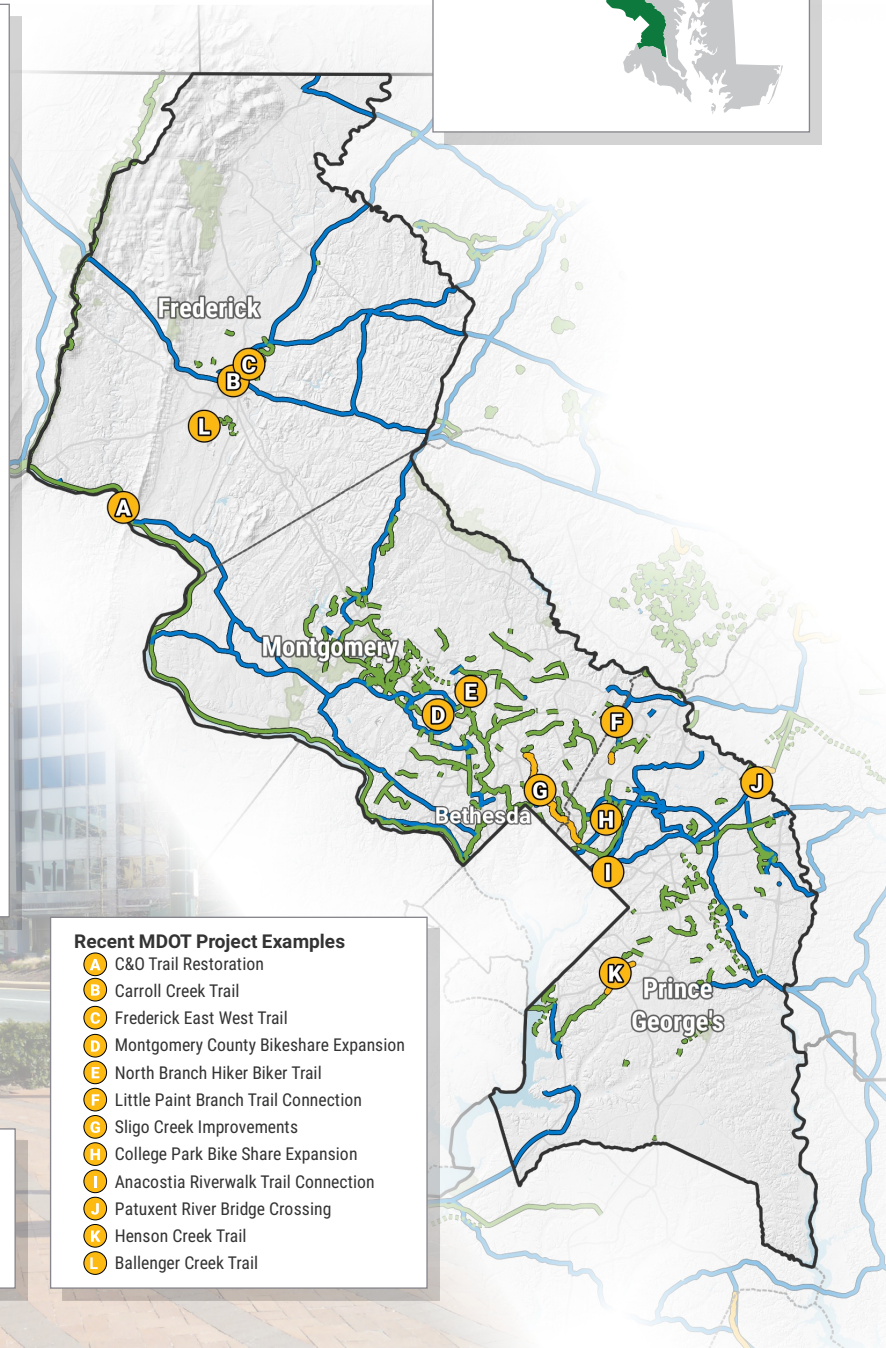 Frederick
C
B
L
A
Montgomery
E
D
F
J
G
Bethesda
H
I
K
Prince
George's
Recent MDOT Project Examples
A C&O Trail Restoration
B Carroll Creek Trail
C Frederick East West Trail
D Montgomery County Bikeshare Expansion
E North Branch Hiker Biker Trail
F Little Paint Branch Trail Connection
G Sligo Creek Improvements
H College Park Bike Share Expansion
I Anacostia Riverwalk Trail Connection
J Patuxent River Bridge Crossing
K Henson Creek Trail
L Ballenger Creek Trail